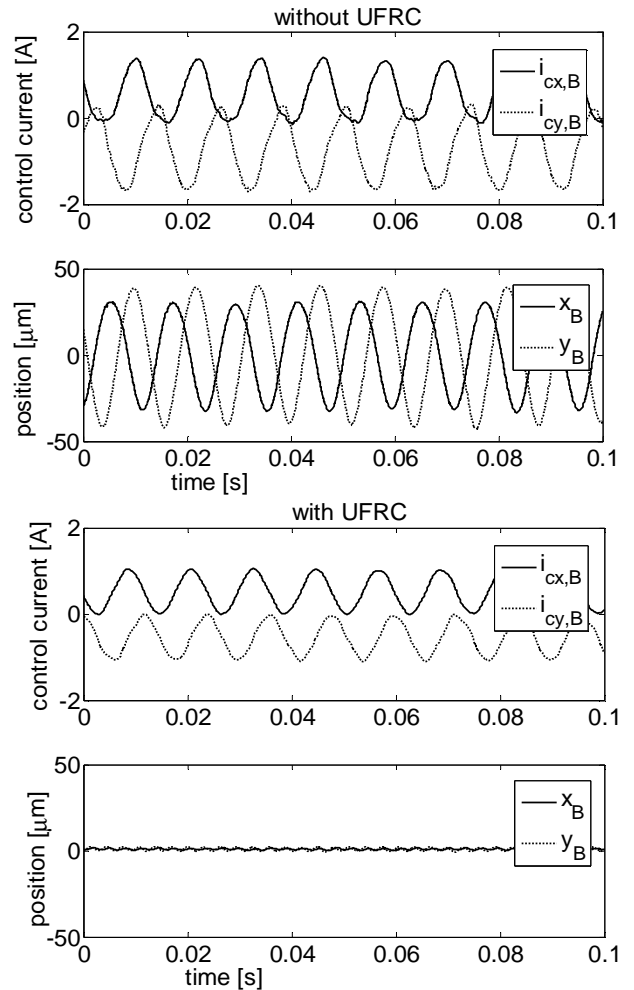 without UFRC
control current [A]
2
0
-2
i_cx,B
i_cy,B
0 0.02 0.04 0.06 0.08 0.1
position [μm]
50
0
-50
x_B
y_B
0 0.02 0.04 0.06 0.08 0.1
time [s]
with UFRC
control current [A]
2
0
-2
i_cx,B
i_cy,B
0 0.02 0.04 0.06 0.08 0.1
position [μm]
50
0
-50
x_B
y_B
0 0.02 0.04 0.06 0.08 0.1
time [s]